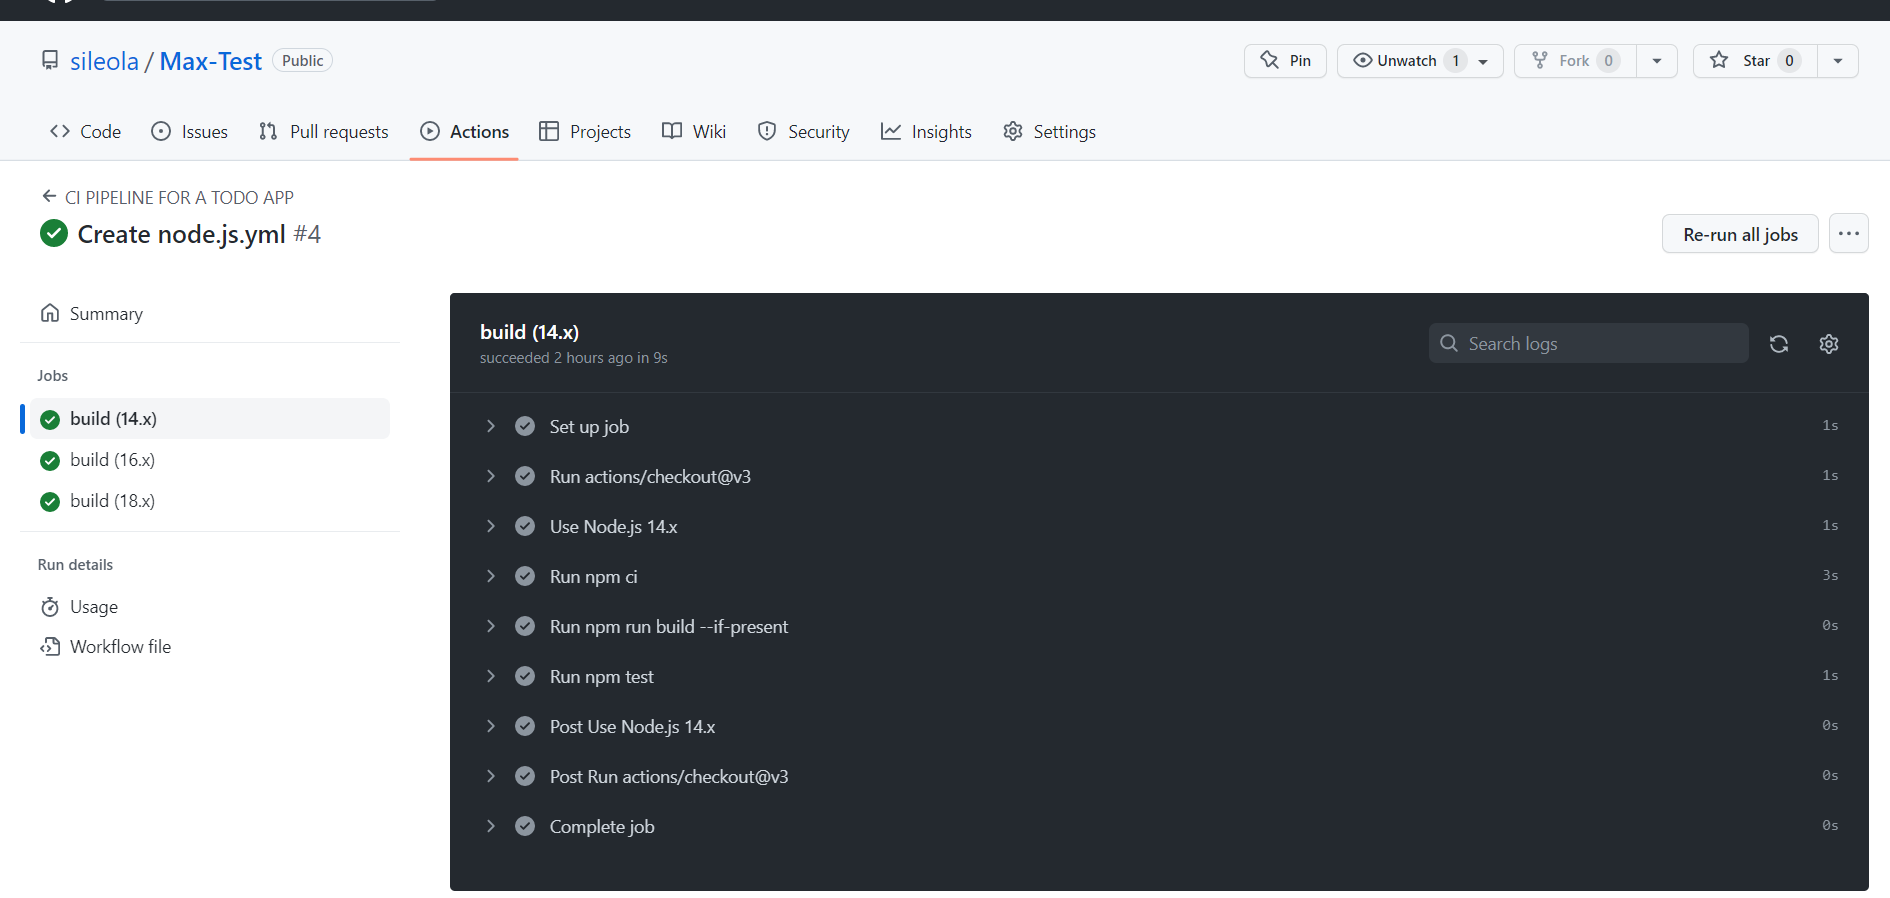 sileola / Max-Test Public
Pin Unwatch 1 Fork 0 Star 0
Code Issues Pull requests Actions Projects Wiki Security Insights Settings
CI PIPELINE FOR A TODO APP
Create node.js.yml #4
Re-run all jobs
Summary
Jobs
build (14.x)
build (16.x)
build (18.x)
Run details
Usage
Workflow file
build (14.x)
succeeded 2 hours ago in 9s
Search logs
Set up job 1s
Run actions/checkout@v3 1s
Use Node.js 14.x 1s
Run npm ci 3s
Run npm run build --if-present 0s
Run npm test 1s
Post Use Node.js 14.x 0s
Post Run actions/checkout@v3 0s
Complete job 0s